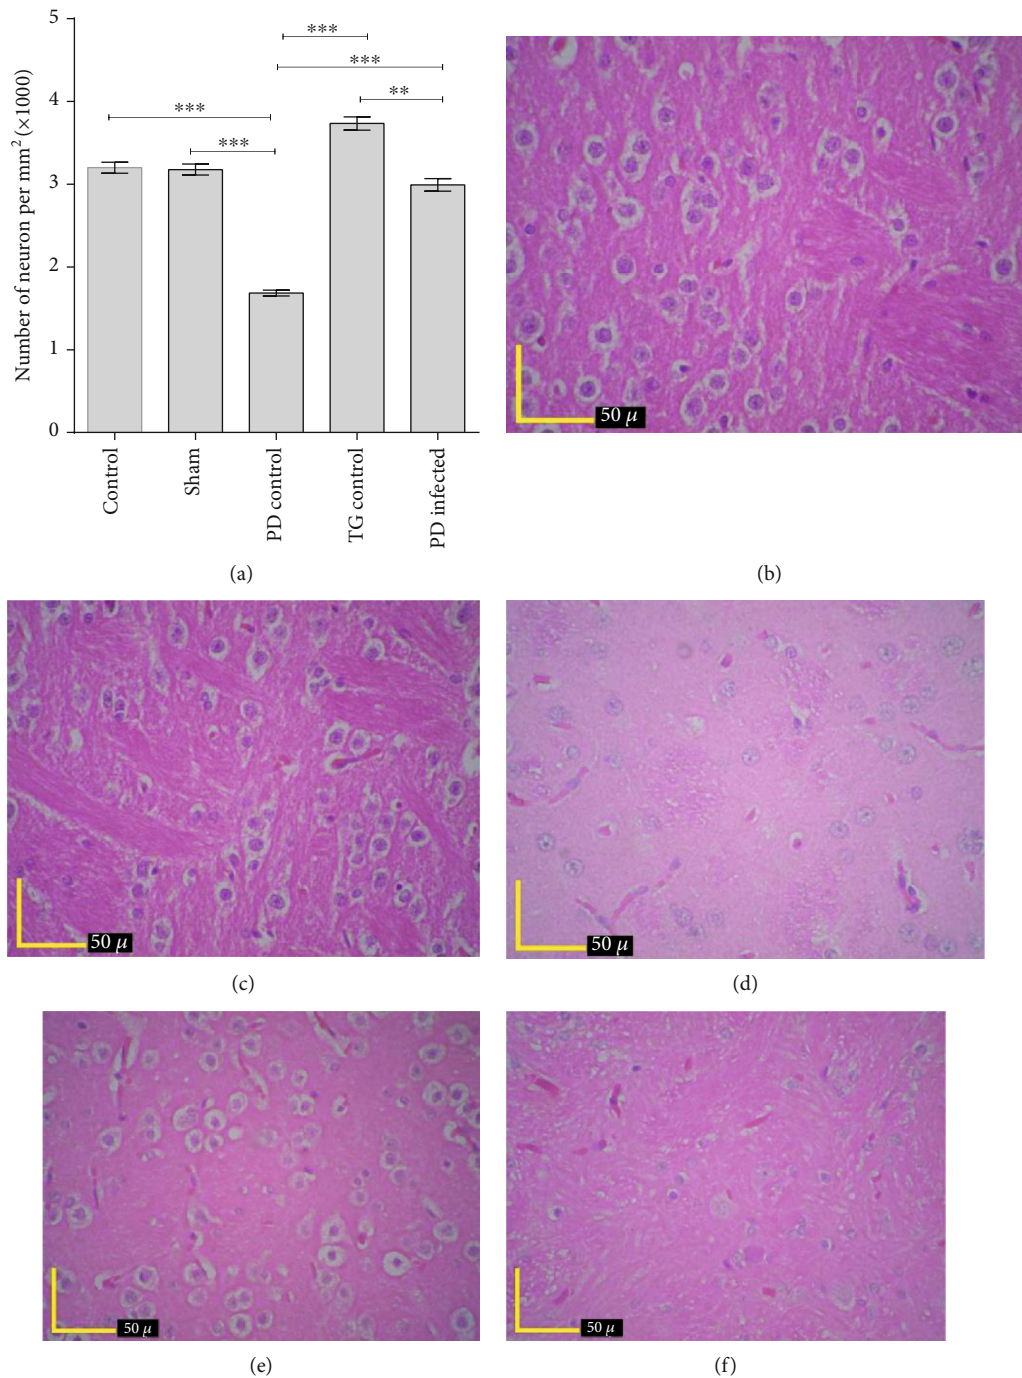 5
4
3
2
1
0
Number of neuron per mm² (×1000)
***
***
***
**
***
Control
Sham
PD control
TG control
PD infected
(a)
50 μ
(b)
50 μ
(c)
50 μ
(d)
50 μ
(e)
50 μ
(f)